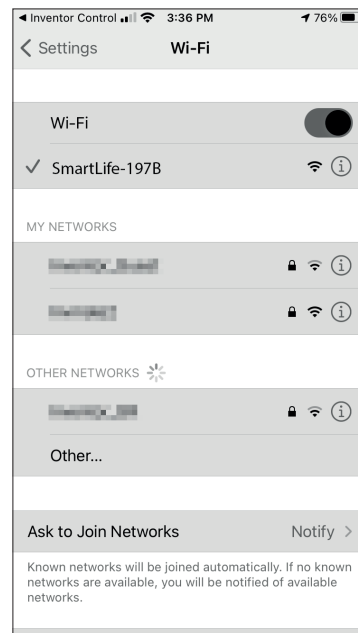 Inventor Control 3:36 PM 76%
Settings Wi-Fi
Wi-Fi
SmartLife-197B
MY NETWORKS
OTHER NETWORKS
Other...
Ask to Join Networks Notify
Known networks will be joined automatically. If no known
networks are available, you will be notified of available
networks.